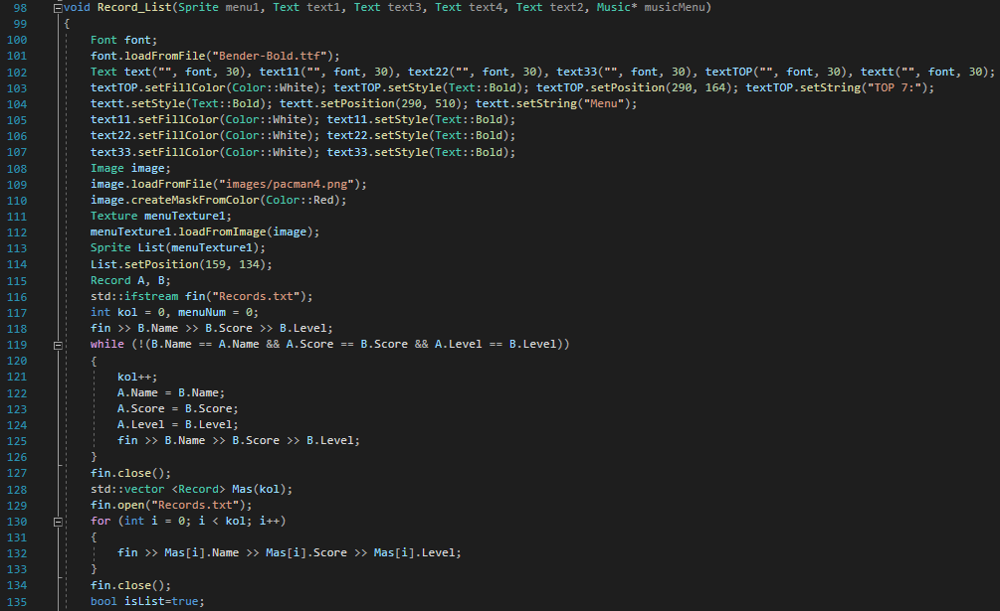 98 void Record_List(Sprite menu1, Text text1, Text text3, Text text4, Text text2, Music* musicMenu)
99 {
100 Font font;
101 font.loadFromFile("Bender-Bold.ttf");
102 Text text("", font, 30), text11("", font, 30), text22("", font, 30), text33("", font, 30), textTOP("", font, 30), textt("", font, 30);
103 textTOP.setFillColor(Color::White); textTOP.setStyle(Text::Bold); textTOP.setPosition(290, 164); textTOP.setString("TOP 7:");
104 textt.setStyle(Text::Bold); textt.setPosition(290, 510); textt.setString("Menu");
105 text11.setFillColor(Color::White); text11.setStyle(Text::Bold);
106 text22.setFillColor(Color::White); text22.setStyle(Text::Bold);
107 text33.setFillColor(Color::White); text33.setStyle(Text::Bold);
108 Image image;
109 image.loadFromFile("images/pacman4.png");
110 image.createMaskFromColor(Color::Red);
111 Texture menuTexture1;
112 menuTexture1.loadFromImage(image);
113 Sprite List(menuTexture1);
114 List.setPosition(159, 134);
115 Record A, B;
116 std::ifstream fin("Records.txt");
117 int kol = 0, menuNum = 0;
118 fin >> B.Name >> B.Score >> B.Level;
119 while (!(B.Name == A.Name && A.Score == B.Score && A.Level == B.Level))
120 {
121 kol++;
122 A.Name = B.Name;
123 A.Score = B.Score;
124 A.Level = B.Level;
125 fin >> B.Name >> B.Score >> B.Level;
126 }
127 fin.close();
128 std::vector <Record> Mas(kol);
129 fin.open("Records.txt");
130 for (int i = 0; i < kol; i++)
131 {
132 fin >> Mas[i].Name >> Mas[i].Score >> Mas[i].Level;
133 }
134 fin.close();
135 bool isList=true;